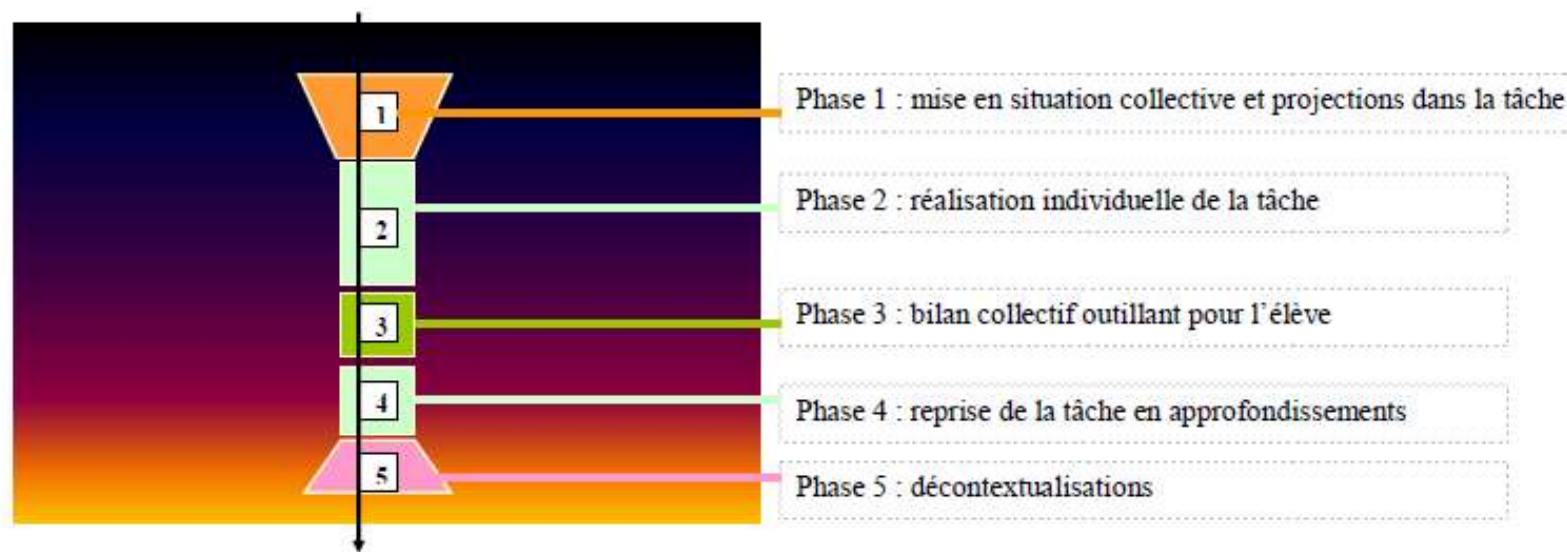 1
Phase 1 : mise en situation collective et projections dans la tâche
2
Phase 2 : réalisation individuelle de la tâche
3
Phase 3 : bilan collectif outillant pour l’élève
4
Phase 4 : reprise de la tâche en approfondissements
5
Phase 5 : décontextualisations